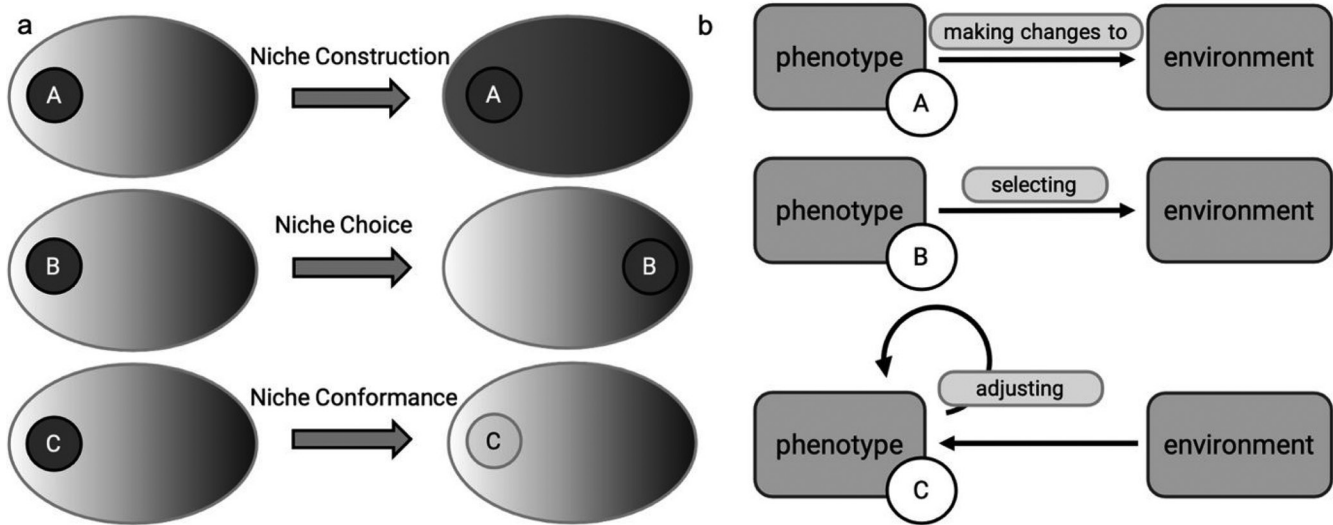 a
A
Niche Construction
A
B
Niche Choice
B
C
Niche Conformance
C
b
phenotype
making changes to
environment
A
phenotype
selecting
environment
B
adjusting
phenotype
environment
C